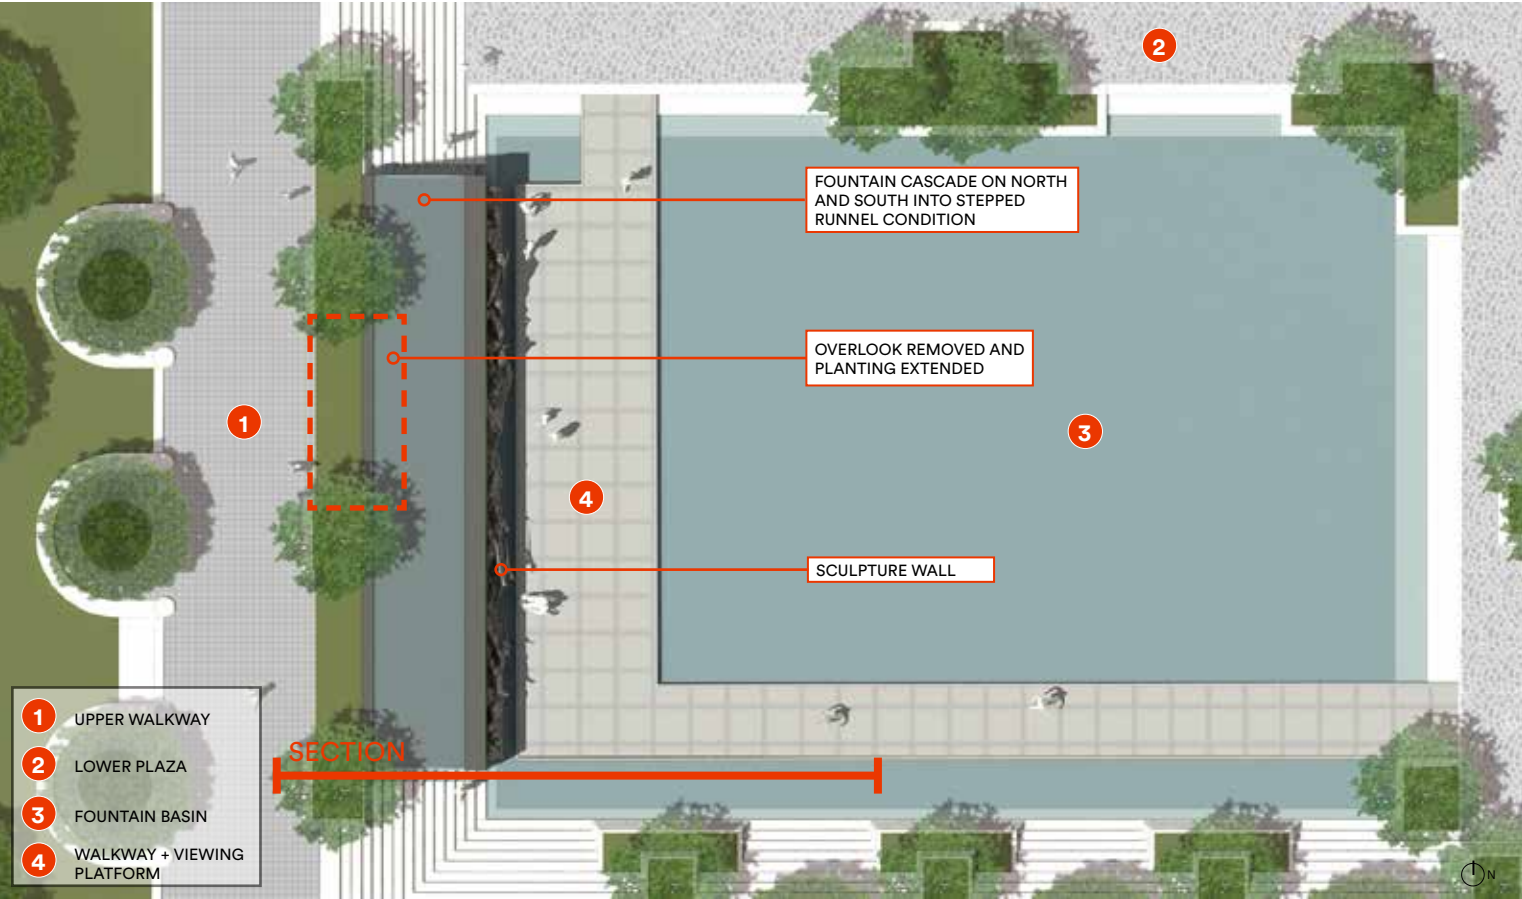 2
FOUNTAIN CASCADE ON NORTH
AND SOUTH INTO STEPPED
RUNNEL CONDITION
OVERLOOK REMOVED AND
PLANTING EXTENDED
1
3
4
SCULPTURE WALL
SECTION
1 UPPER WALKWAY
2 LOWER PLAZA
3 FOUNTAIN BASIN
4 WALKWAY + VIEWING
PLATFORM
N